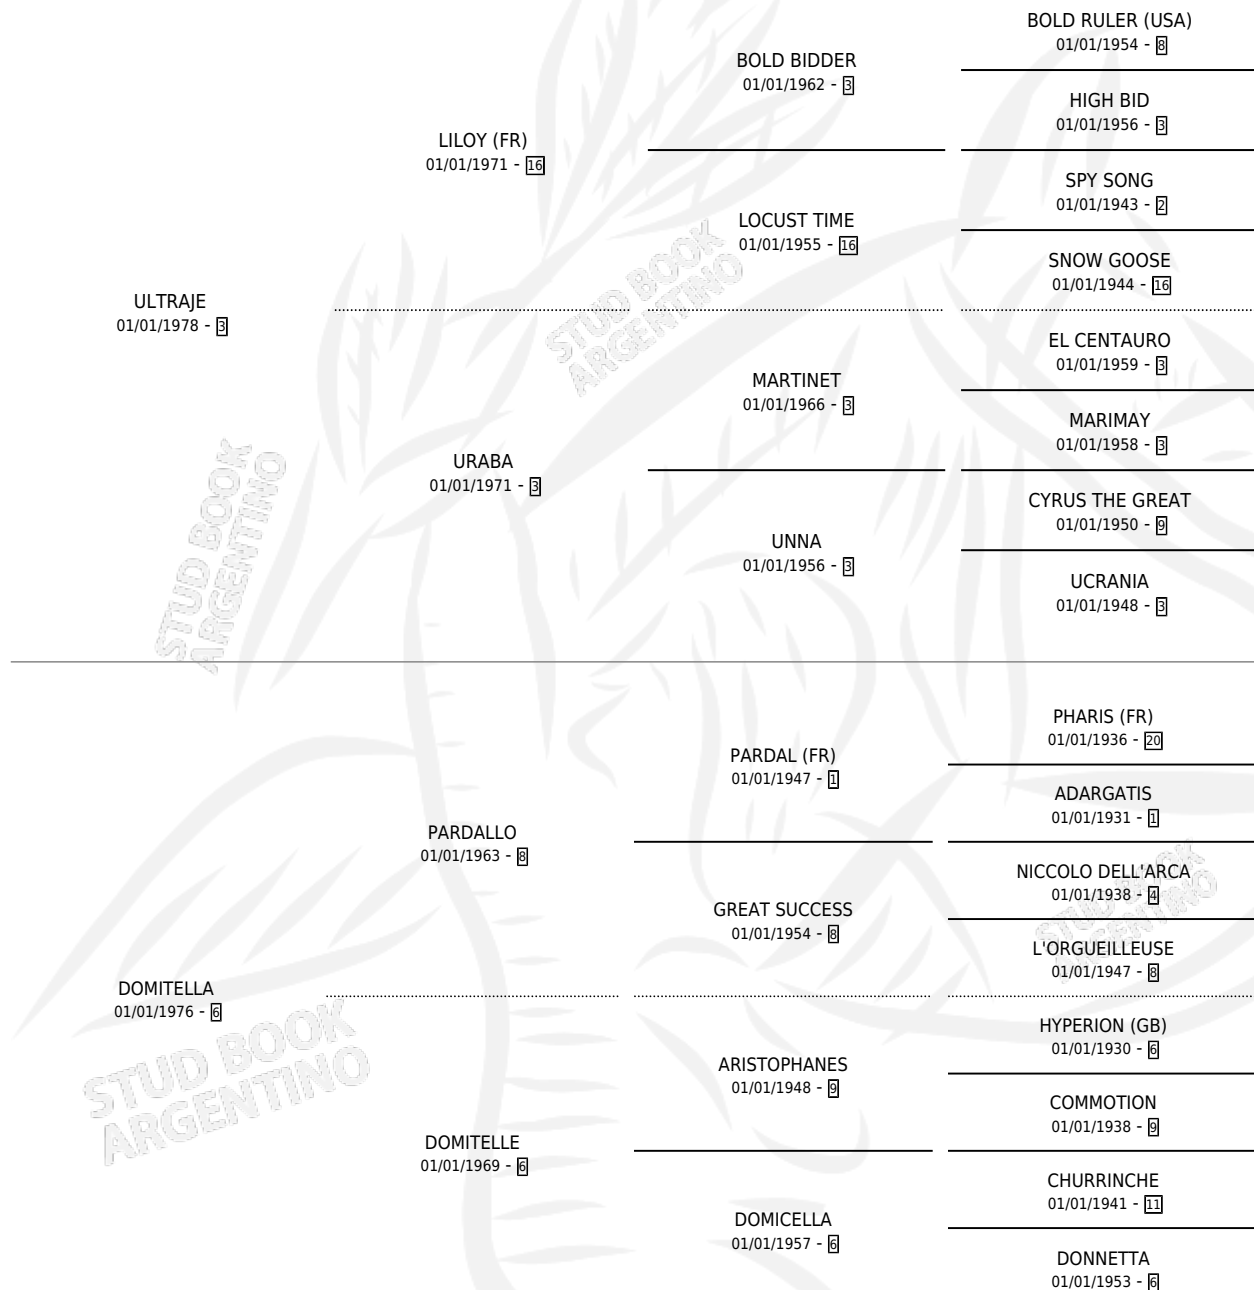 BOLD RULER (USA)
01/01/1954 - 8
BOLD BIDDER
01/01/1962 - 3
HIGH BID
01/01/1956 - 3
LILOY (FR)
01/01/1971 - 16
SPY SONG
01/01/1943 - 2
LOCUST TIME
01/01/1955 - 16
SNOW GOOSE
01/01/1944 - 16
ULTRAJE
01/01/1978 - 3
EL CENTAURO
01/01/1959 - 3
MARTINET
01/01/1966 - 3
MARIMAY
01/01/1958 - 3
URABA
01/01/1971 - 3
CYRUS THE GREAT
01/01/1950 - 9
UNNA
01/01/1956 - 3
UCRANIA
01/01/1948 - 3
STUD BOOK
ARGENTINO
STUD BOOK
ARGENTINO
PHARIS (FR)
01/01/1936 - 20
PARDAL (FR)
01/01/1947 - 1
ADARGATIS
01/01/1931 - 1
PARDALLO
01/01/1963 - 8
NICCOLO DELL'ARCA
01/01/1938 - 4
GREAT SUCCESS
01/01/1954 - 8
L'ORGUEILLEUSE
01/01/1947 - 8
DOMITELLA
01/01/1976 - 6
HYPERION (GB)
01/01/1930 - 6
ARISTOPHANES
01/01/1948 - 9
COMMOTION
01/01/1938 - 9
DOMITELLE
01/01/1969 - 6
CHURRINCHE
01/01/1941 - 11
DOMICELLA
01/01/1957 - 6
DONNETTA
01/01/1953 - 6
STUD BOOK
ARGENTINO
STUD BOOK
ARGENTINO